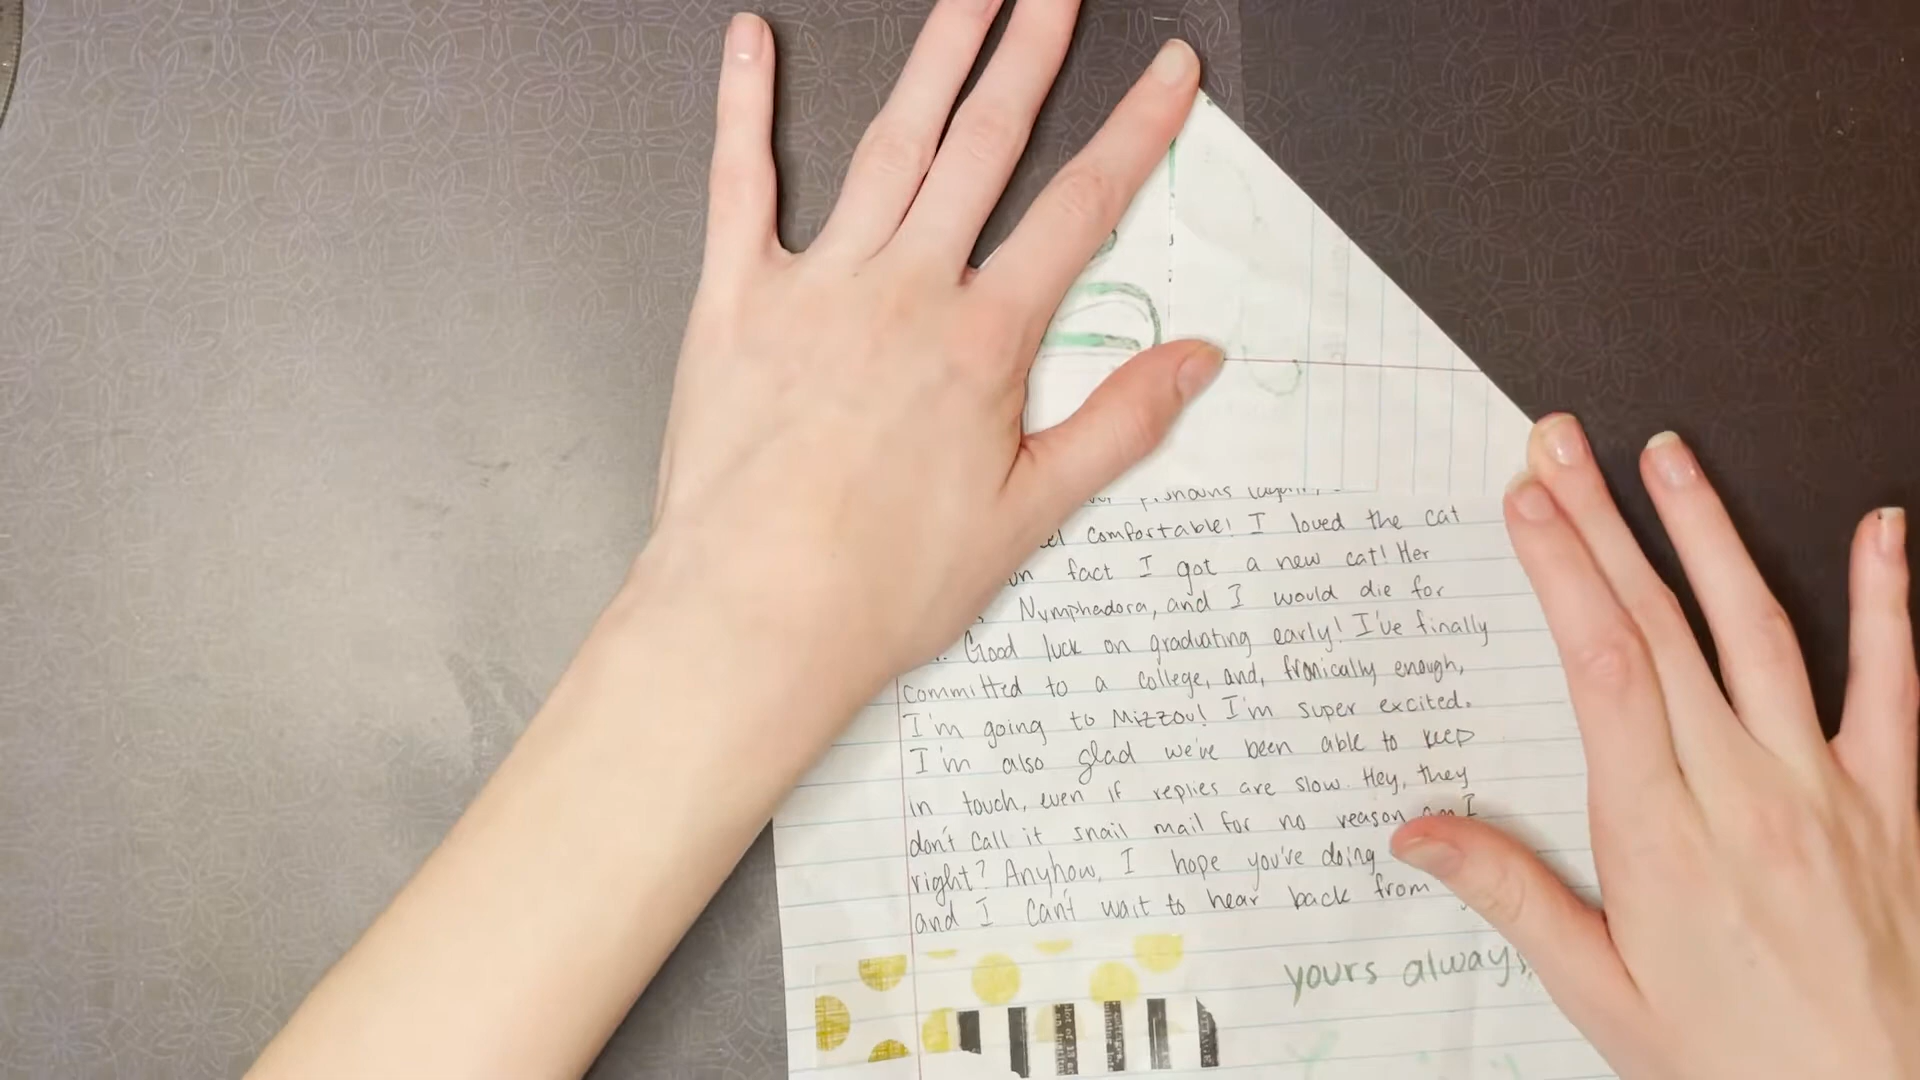 comfortable! I loved the cat
fact I got a new cat! Her
Nymphadora, and I would die for
Good luck on graduating early! I've finally
committed to a college, and, ironically enough,
I'm going to Mizzou! I'm super excited.
I'm also glad we've been able to keep
in touch, even if replies are slow. Hey, they
don't call it snail mail for no reason am I
right? Anyhow, I hope you've doing
and I can't wait to hear back from
yours always,